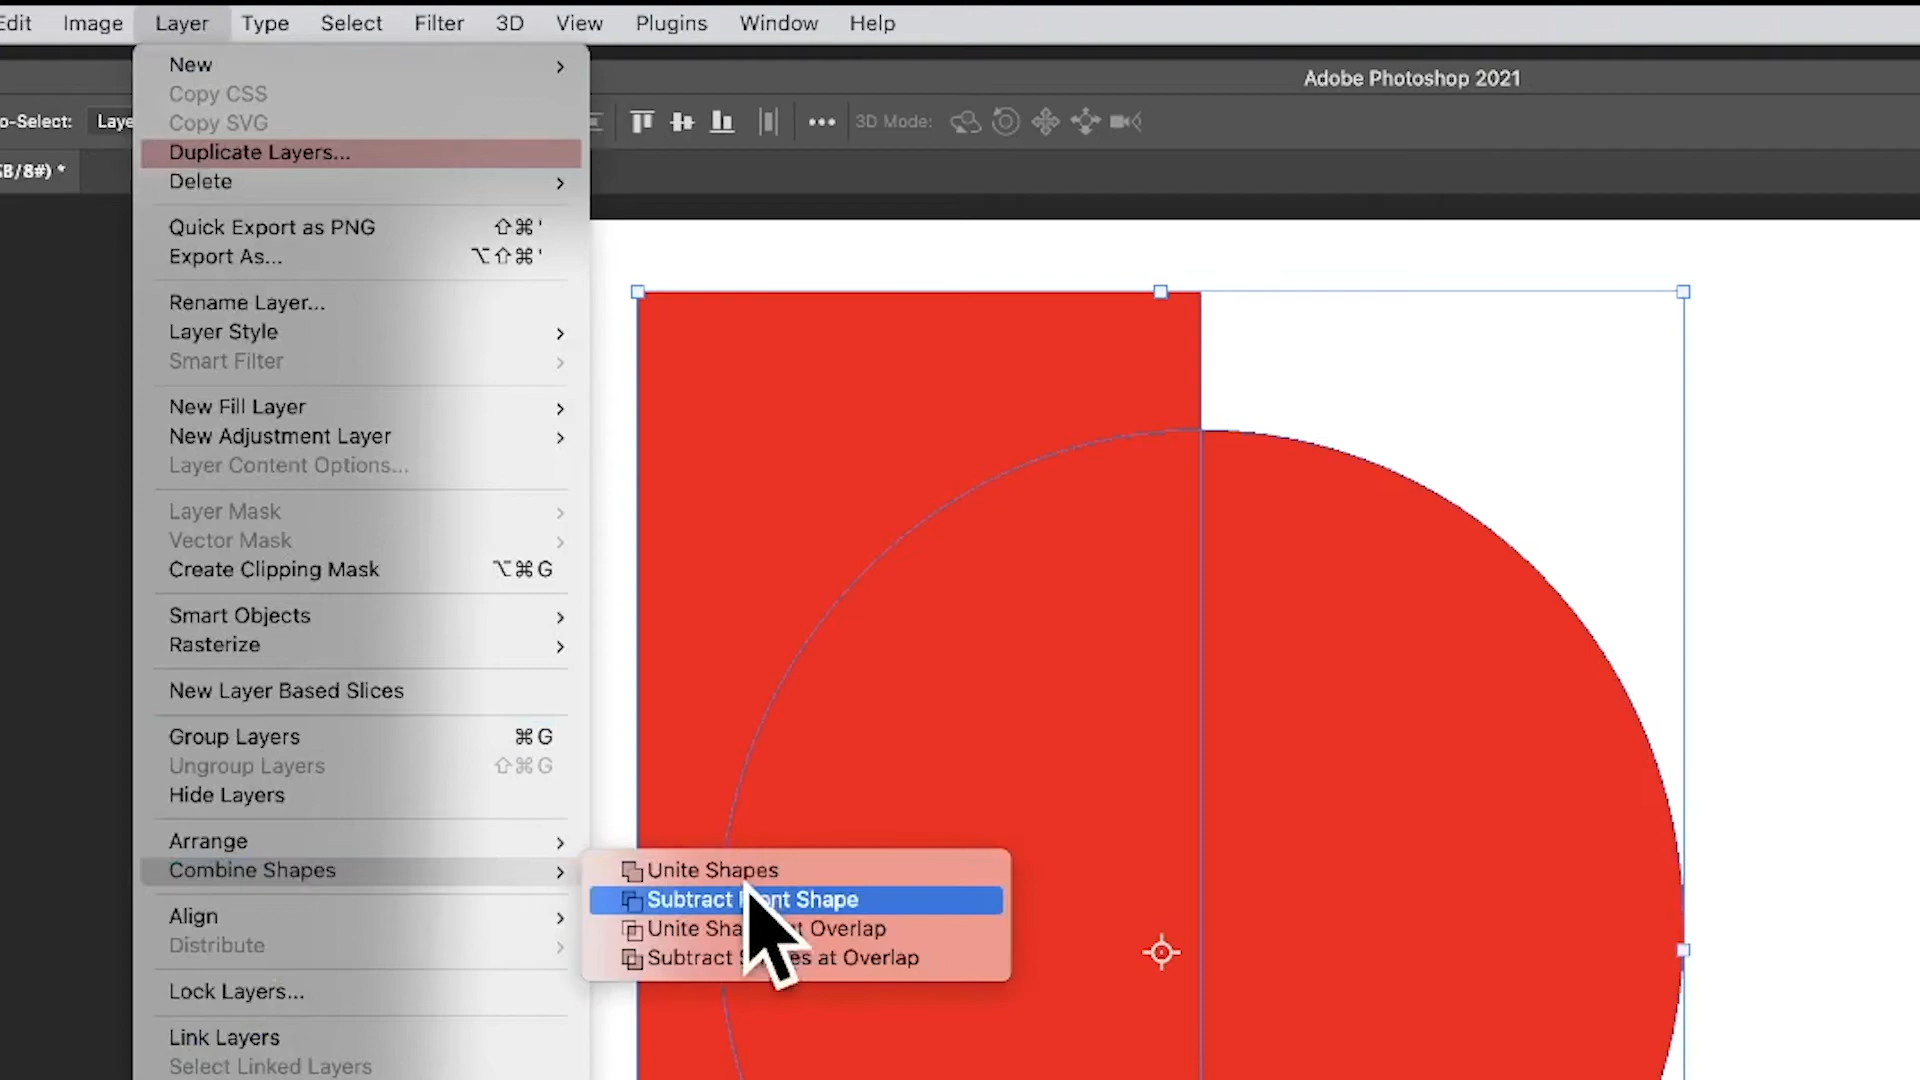 Edit Image Layer Type Select Filter 3D View Plugins Window Help
Adobe Photoshop 2021
o-Select: Laye
3D Mode:
B/8#) *
New
Copy CSS
Copy SVG
Duplicate Layers...
Delete
Quick Export as PNG ⇧⌘'
Export As... ⌥⇧⌘'
Rename Layer...
Layer Style
Smart Filter
New Fill Layer
New Adjustment Layer
Layer Content Options...
Layer Mask
Vector Mask
Create Clipping Mask ⌥⌘G
Smart Objects
Rasterize
New Layer Based Slices
Group Layers ⌘G
Ungroup Layers ⇧⌘G
Hide Layers
Arrange
Combine Shapes
Unite Shapes
Subtract Front Shape
Unite Shapes at Overlap
Subtract Shapes at Overlap
Align
Distribute
Lock Layers...
Link Layers
Select Linked Layers